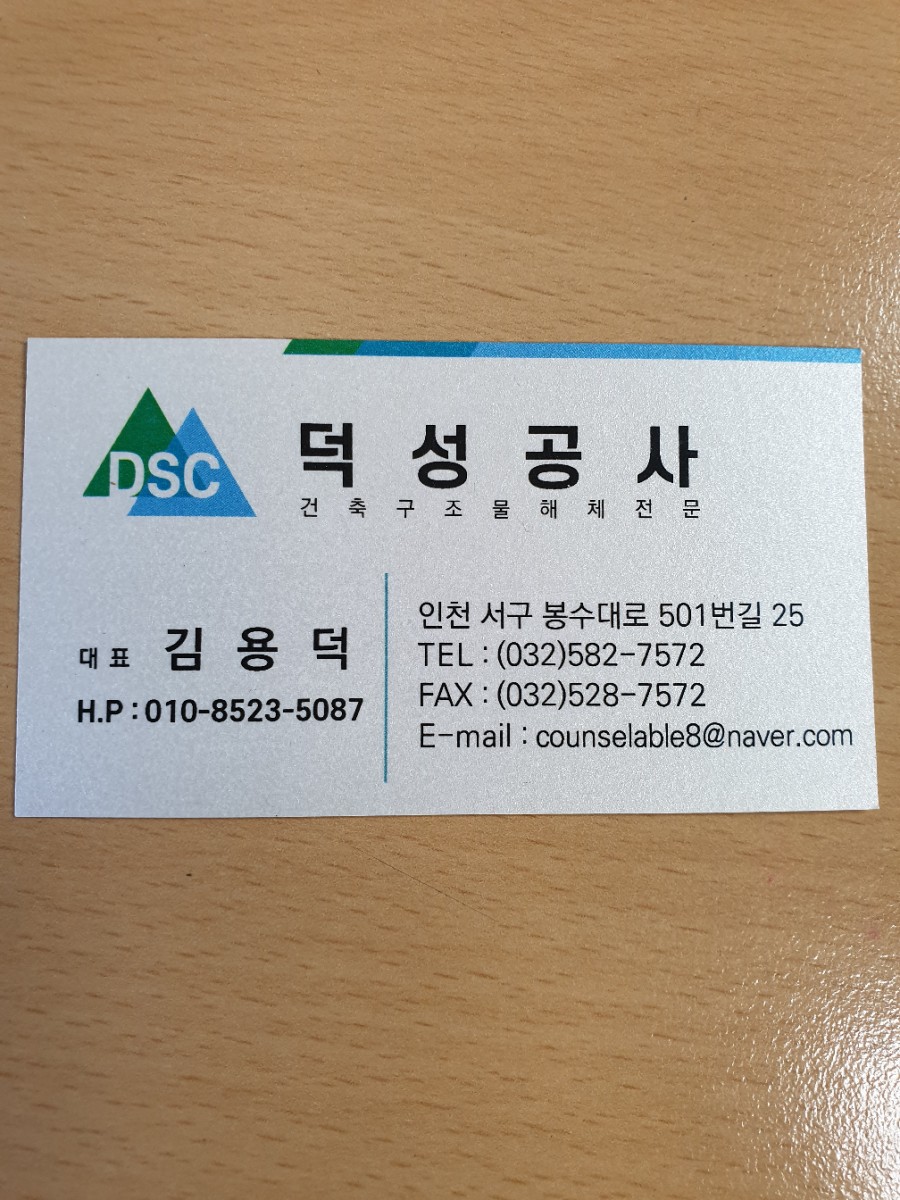 DSC
덕성공사
건축구조물해체전문
대표 김용덕
H.P : 010-8523-5087
인천 서구 봉수대로 501번길 25
TEL : (032)582-7572
FAX : (032)528-7572
E-mail : counselable8@naver.com